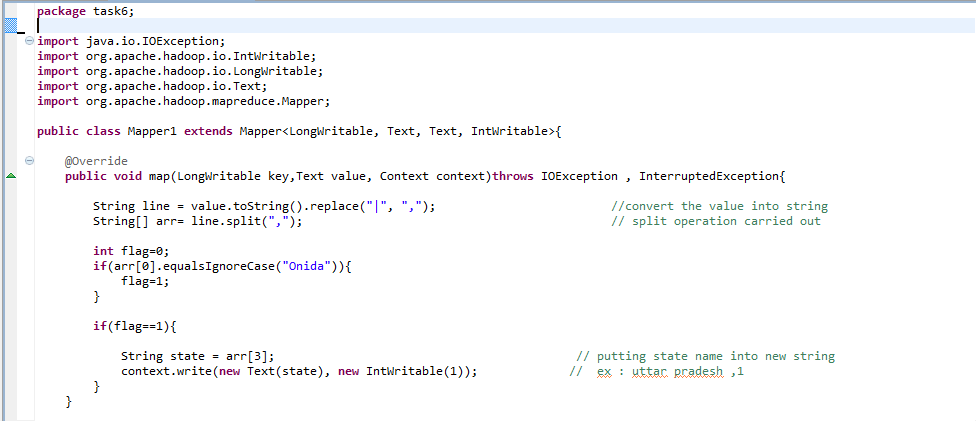 package task6;
import java.io.IOException;
import org.apache.hadoop.io.IntWritable;
import org.apache.hadoop.io.LongWritable;
import org.apache.hadoop.io.Text;
import org.apache.hadoop.mapreduce.Mapper;
public class Mapper1 extends Mapper<LongWritable, Text, Text, IntWritable>{
@Override
public void map(LongWritable key,Text value, Context context)throws IOException , InterruptedException{
String line = value.toString().replace("|", ","); //convert the value into string
String[] arr= line.split(","); // split operation carried out
int flag=0;
if(arr[0].equalsIgnoreCase("Onida")){
flag=1;
}
if(flag==1){
String state = arr[3]; // putting state name into new string
context.write(new Text(state), new IntWritable(1)); // ex : uttar pradesh ,1
}
}